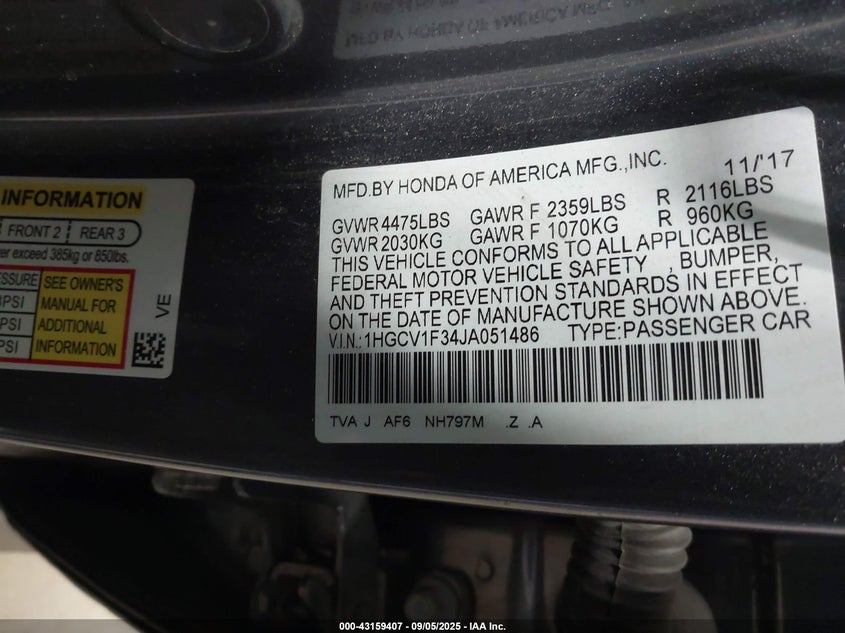 MFD.BY HONDA OF AMERICA MFG.,INC. 11/'17
GVWR 4475LBS GAWR F 2359LBS R 2116LBS
GVWR 2030KG GAWR F 1070KG R 960KG
THIS VEHICLE CONFORMS TO ALL APPLICABLE
FEDERAL MOTOR VEHICLE SAFETY , BUMPER,
AND THEFT PREVENTION STANDARDS IN EFFECT
ON THE DATE OF MANUFACTURE SHOWN ABOVE.
V.I.N.:1HGCV1F34JA051486 TYPE:PASSENGER CAR
TVA J AF6 NH797M .Z .A
INFORMATION
FRONT 2 REAR 3
exceed 385kg or 850lbs.
SEE OWNER'S
PSI MANUAL FOR
PSI ADDITIONAL
PSI INFORMATION
VE
000-43159407 - 09/05/2025 - IAA Inc.